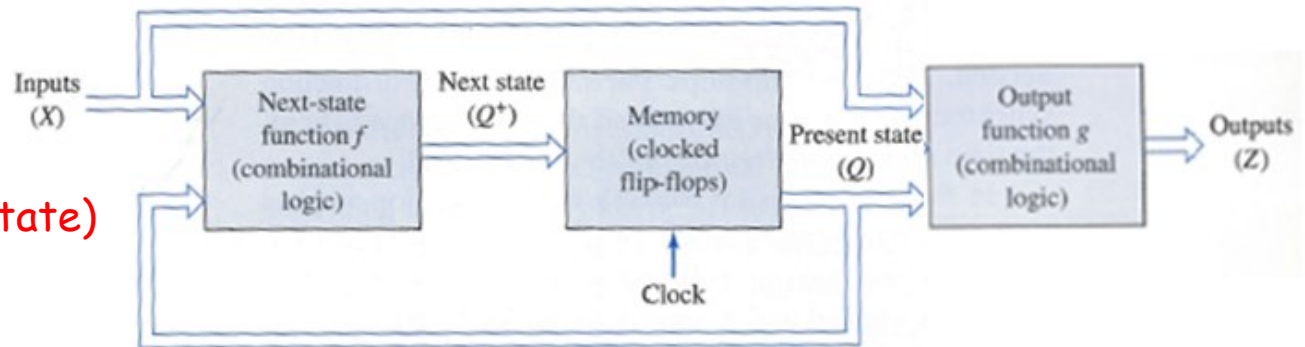 Inputs
(X)
Next-state
function f
(combinational
logic)
Next state
(Q⁺)
Memory
(clocked
flip-flops)
Clock
Present state
(Q)
Output
function g
(combinational
logic)
Outputs
(Z)
tate)